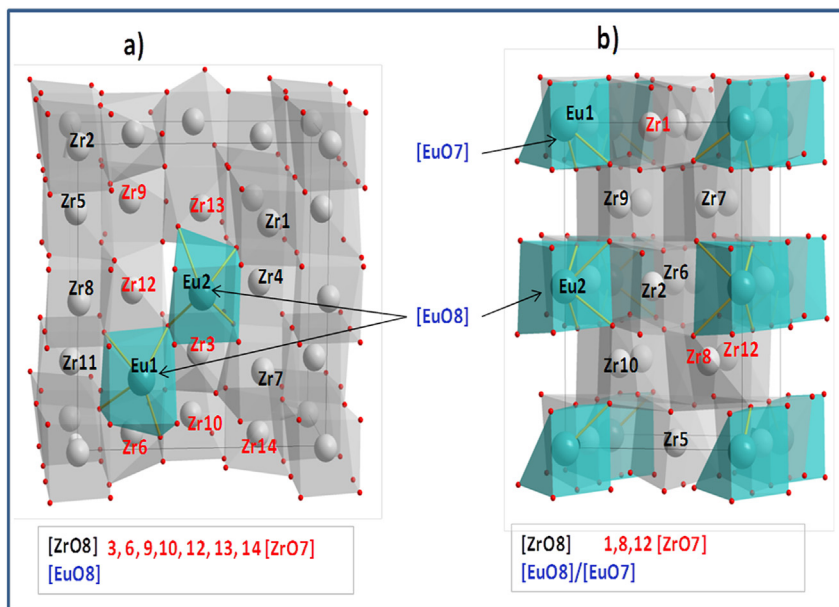 a)
Zr2
Zr9
Zr5
Zr13
Zr1
Zr12
Eu2
Zr4
Zr8
Zr3
Zr11
Eu1
Zr7
Zr10
Zr6
Zr14
[EuO8]
[ZrO8] 3, 6, 9,10, 12, 13, 14 [ZrO7]
[EuO8]
b)
Eu1
Zr1
[EuO7]
Zr9
Zr7
Zr6
Eu2
Zr2
Zr8
Zr12
Zr10
Zr5
[ZrO8] 1,8,12 [ZrO7]
[EuO8]/[EuO7]